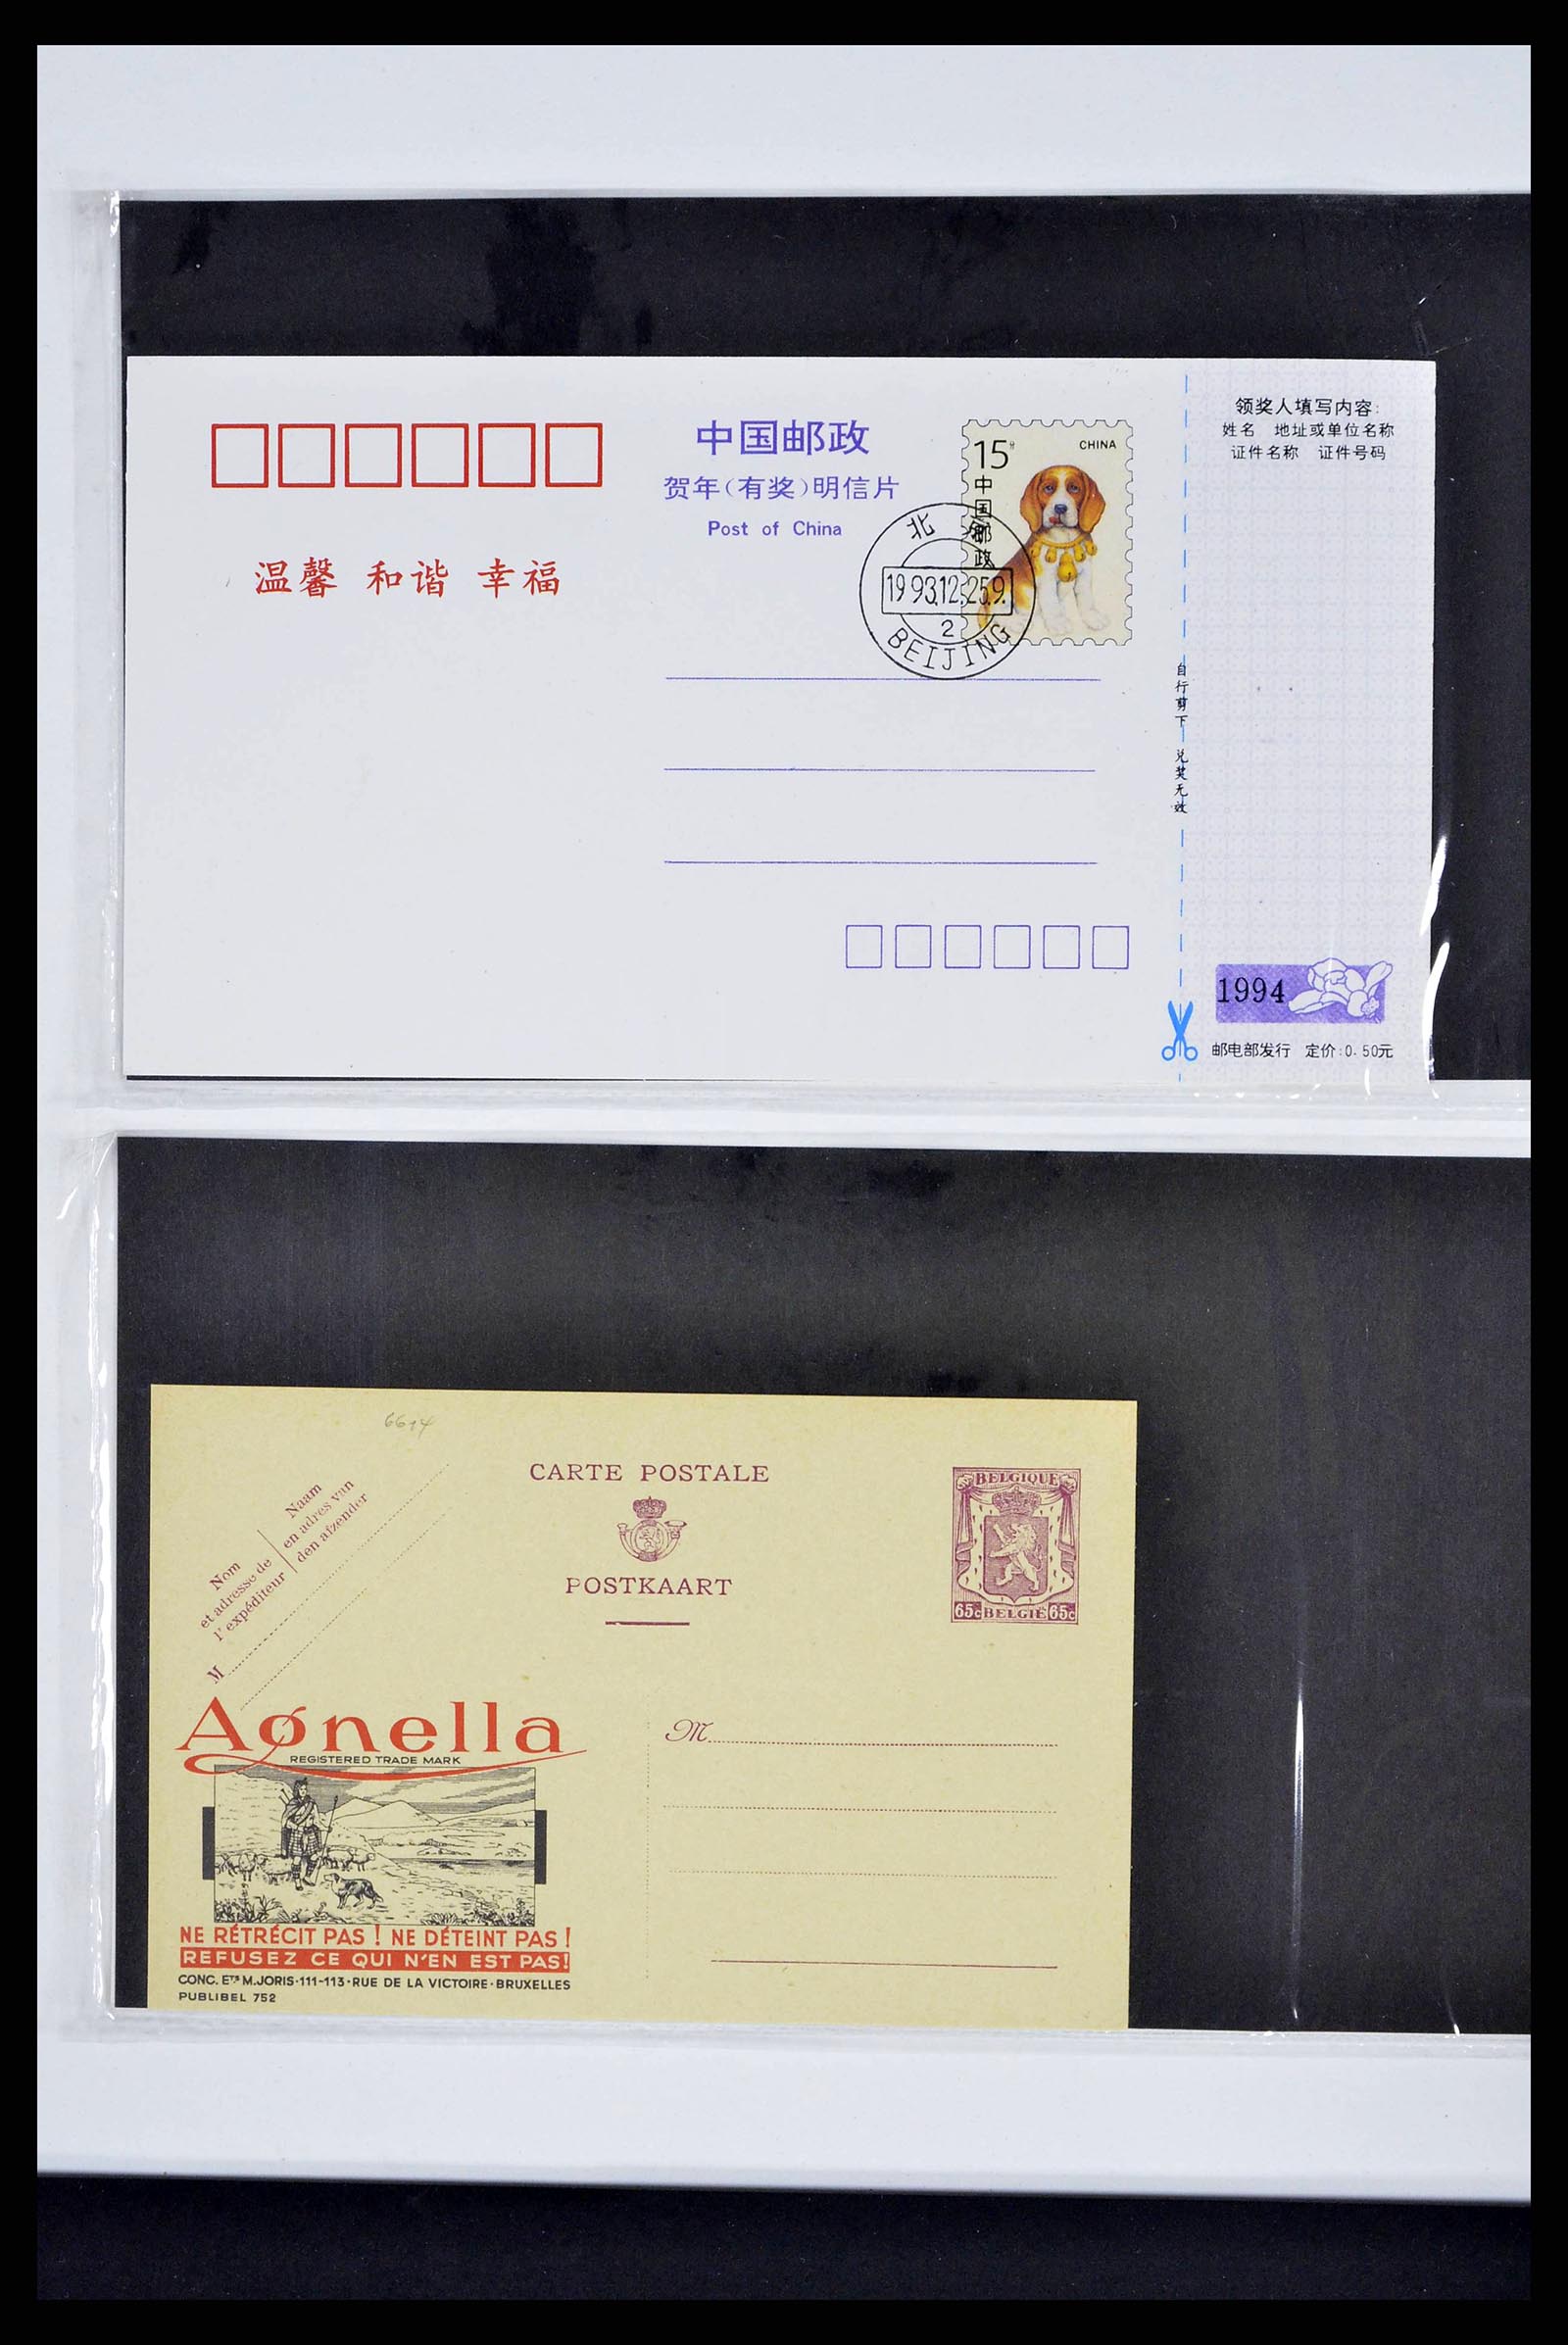 中国邮政
贺年(有奖)明信片
Post of China
温馨 和谐 幸福
15分
CHINA
中国邮政
北 京
1993.12.25.9.
2
BEIJING
领奖人填写内容:
姓名 地址或单位名称
证件名称 证件号码
自行剪下 兑奖无效
1994
邮电部发行 定价:0.50元
6614
CARTE POSTALE
POSTKAART
Nom
et adresse de
l'expéditeur
Naam
en adres van
den afzender
M
BELGIQUE
65c BELGIË 65c
Agnella
REGISTERED TRADE MARK
M
NE RÉTRÉCIT PAS ! NE DÉTEINT PAS !
REFUSEZ CE QUI N'EN EST PAS!
CONC. ETS M.JORIS·111-113·RUE DE LA VICTOIRE·BRUXELLES
PUBLIBEL 752